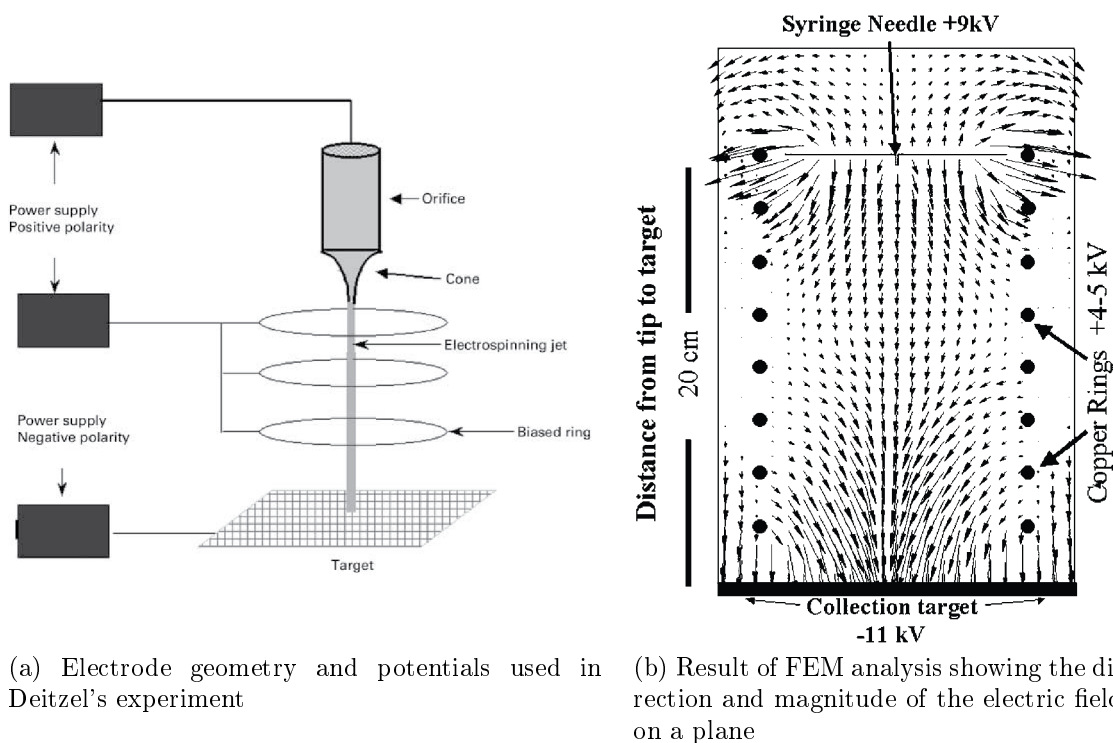 Power supply
Positive polarity
Orifice
Cone
Electrospinning jet
Power supply
Negative polarity
Biased ring
Target
(a) Electrode geometry and potentials used in
Deitzel's experiment
Syringe Needle +9kV
Distance from tip to target
20 cm
Copper Rings +4-5 kV
Collection target
-11 kV
(b) Result of FEM analysis showing the di-
rection and magnitude of the electric field
on a plane